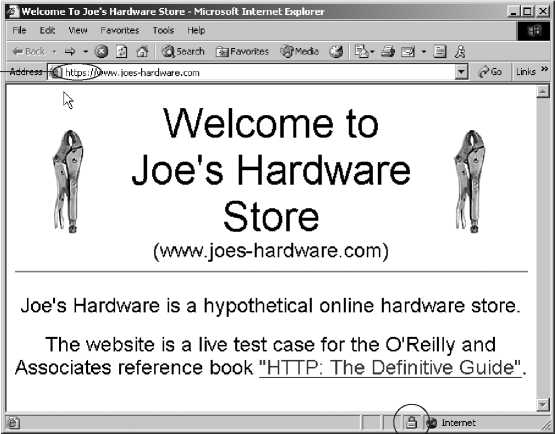 Welcome To Joe's Hardware Store - Microsoft Internet Explorer
File Edit View Favorites Tools Help
Back Search Favorites Media
Address https://www.joes-hardware.com Go Links »
Welcome to
Joe's Hardware
Store
(www.joes-hardware.com)
Joe's Hardware is a hypothetical online hardware store.
The website is a live test case for the O'Reilly and
Associates reference book "HTTP: The Definitive Guide".
Internet